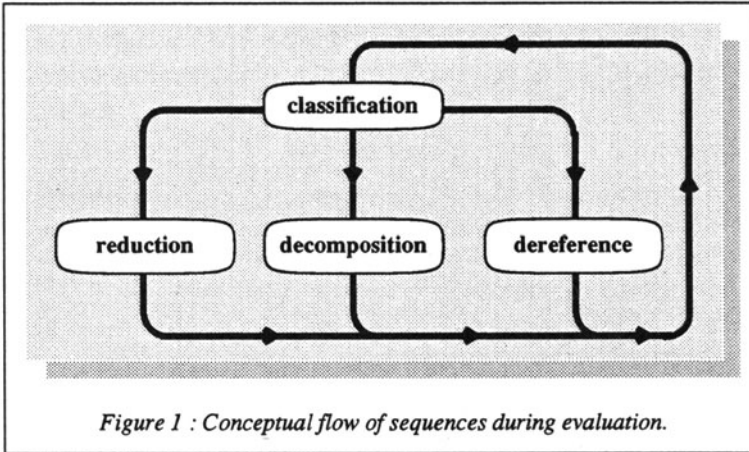 classification
reduction
decomposition
dereference
Figure 1 : Conceptual flow of sequences during evaluation.